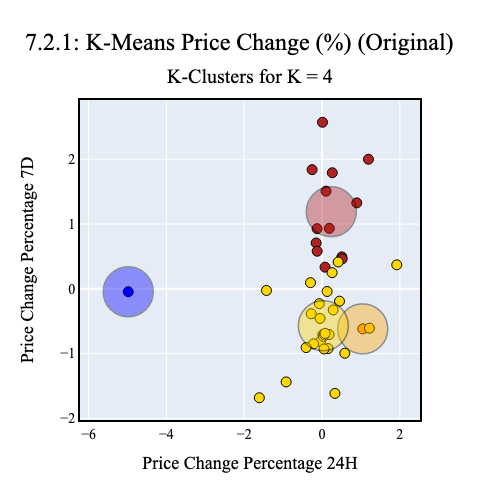 7.2.1: K-Means Price Change (%) (Original)
K-Clusters for K = 4
Price Change Percentage 7D
2
1
0
−1
−2
−6
−4
−2
0
2
Price Change Percentage 24H